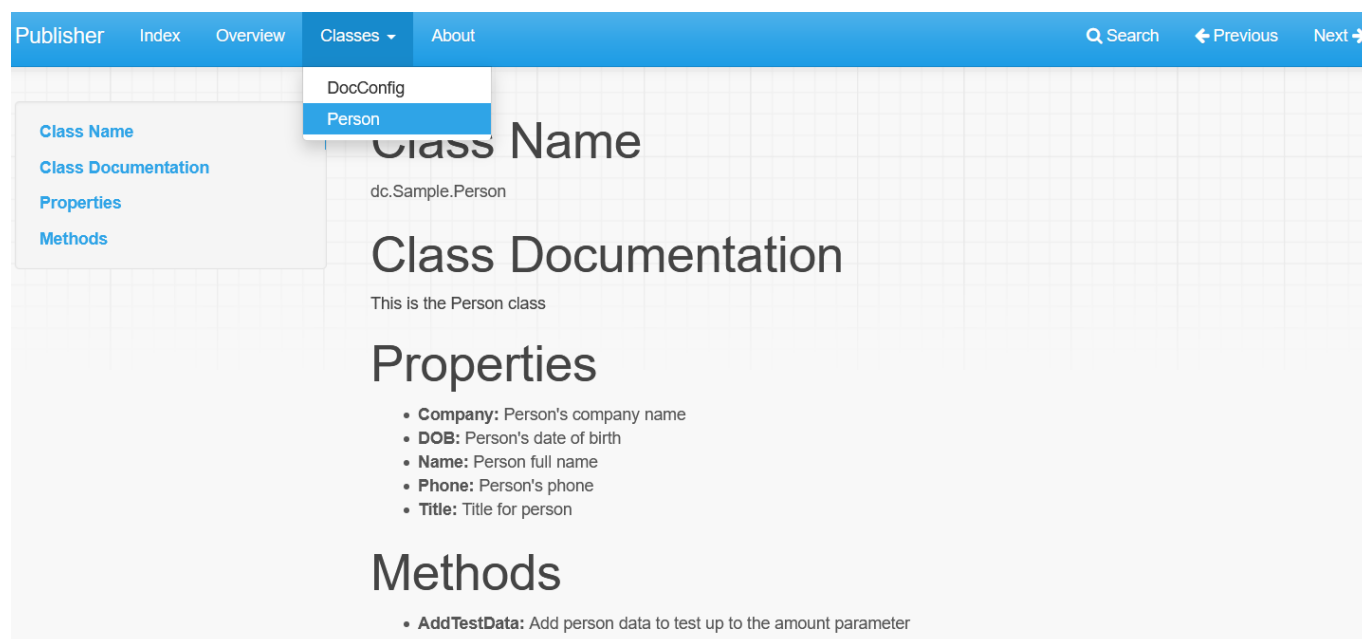 Publisher Index Overview Classes About Search Previous Next
DocConfig
Person
Class Name
Class Documentation
Properties
Methods
Class Name
dc.Sample.Person
Class Documentation
This is the Person class
Properties
• Company: Person's company name
• DOB: Person's date of birth
• Name: Person full name
• Phone: Person's phone
• Title: Title for person
Methods
• AddTestData: Add person data to test up to the amount parameter